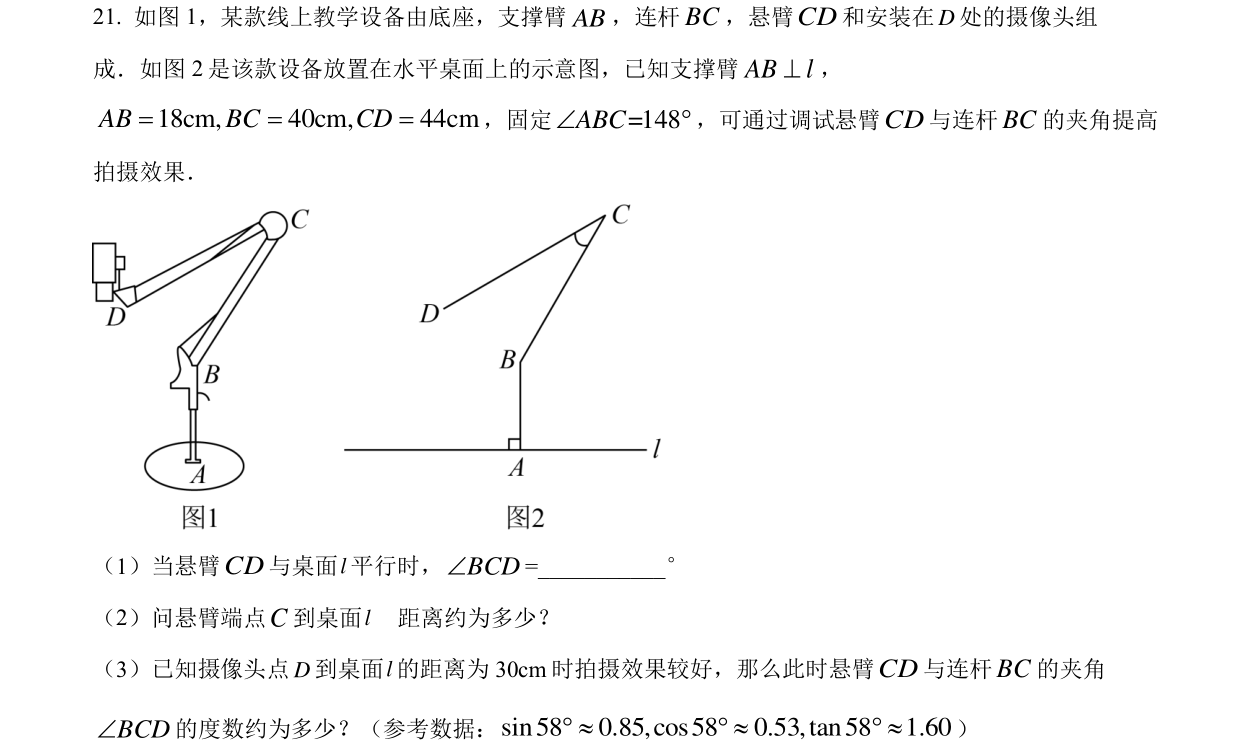 21. 如图 1，某款线上教学设备由底座，支撑臂 AB，连杆 BC，悬臂 CD 和安装在 D 处的摄像头组
成．如图 2 是该款设备放置在水平桌面上的示意图，已知支撑臂 AB⊥l，
AB = 18cm, BC = 40cm, CD = 44cm，固定∠ABC=148°，可通过调试悬臂 CD 与连杆 BC 的夹角提高
拍摄效果．
C
D
B
A
图1
C
D
B
l
A
图2
（1）当悬臂 CD 与桌面 l 平行时，∠BCD =___________°
（2）问悬臂端点 C 到桌面 l 距离约为多少？
（3）已知摄像头点 D 到桌面 l 的距离为 30cm 时拍摄效果较好，那么此时悬臂 CD 与连杆 BC 的夹角
∠BCD 的度数约为多少？（参考数据：sin 58° ≈ 0.85, cos 58° ≈ 0.53, tan 58° ≈ 1.60）